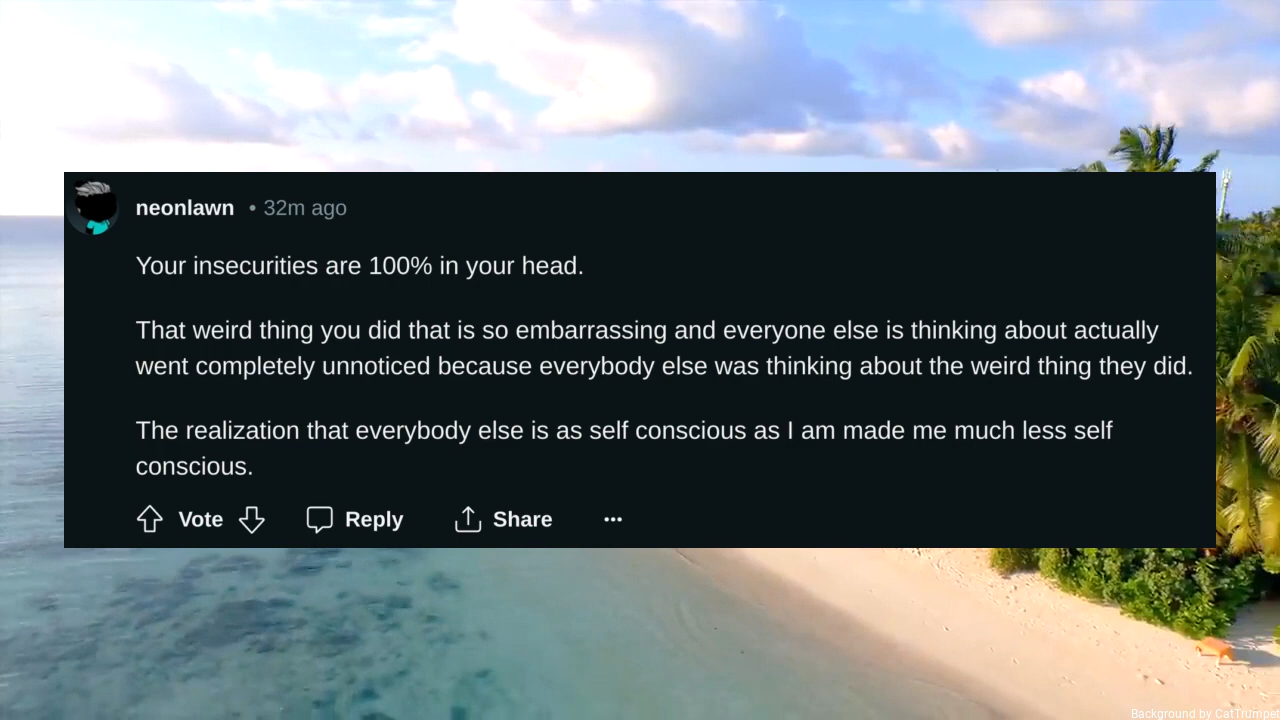 neonlawn • 32m ago
Your insecurities are 100% in your head.
That weird thing you did that is so embarrassing and everyone else is thinking about actually
went completely unnoticed because everybody else was thinking about the weird thing they did.
The realization that everybody else is as self conscious as I am made me much less self
conscious.
Vote Reply Share
Background by CatTrumpet